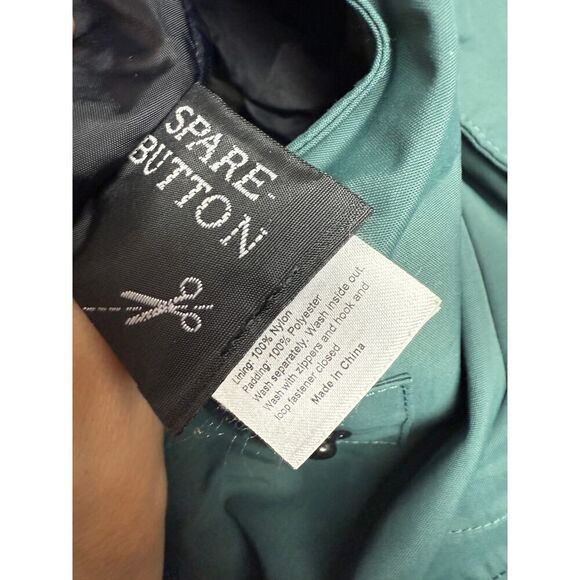 SPARE-
BUTTON
Lining: 100% Nylon
Padding: 100% Polyester
Wash separately. Wash inside out.
Wash with zippers and hook and
loop fastener closed
Made in China